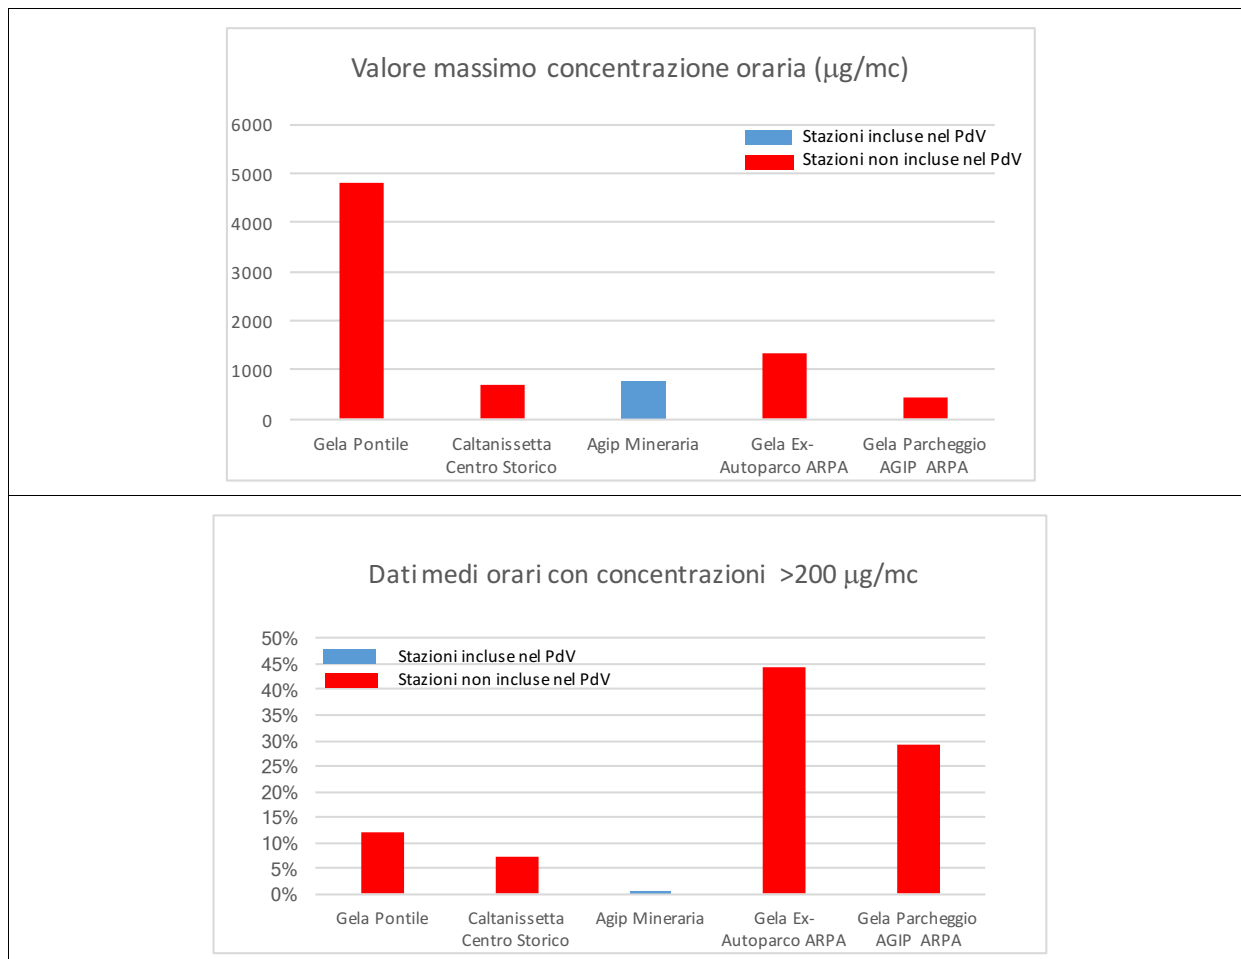 Valore massimo concentrazione oraria (µg/mc)
6000
Stazioni incluse nel PdV
Stazioni non incluse nel PdV
5000
4000
3000
2000
1000
0
Gela Pontile
Caltanissetta
Centro Storico
Agip Mineraria
Gela Ex-
Autoparco ARPA
Gela Parcheggio
AGIP ARPA
Dati medi orari con concentrazioni >200 µg/mc
50%
Stazioni incluse nel PdV
45%
Stazioni non incluse nel PdV
40%
35%
30%
25%
20%
15%
10%
5%
0%
Gela Pontile
Caltanissetta
Centro Storico
Agip Mineraria
Gela Ex-
Autoparco ARPA
Gela Parcheggio
AGIP ARPA